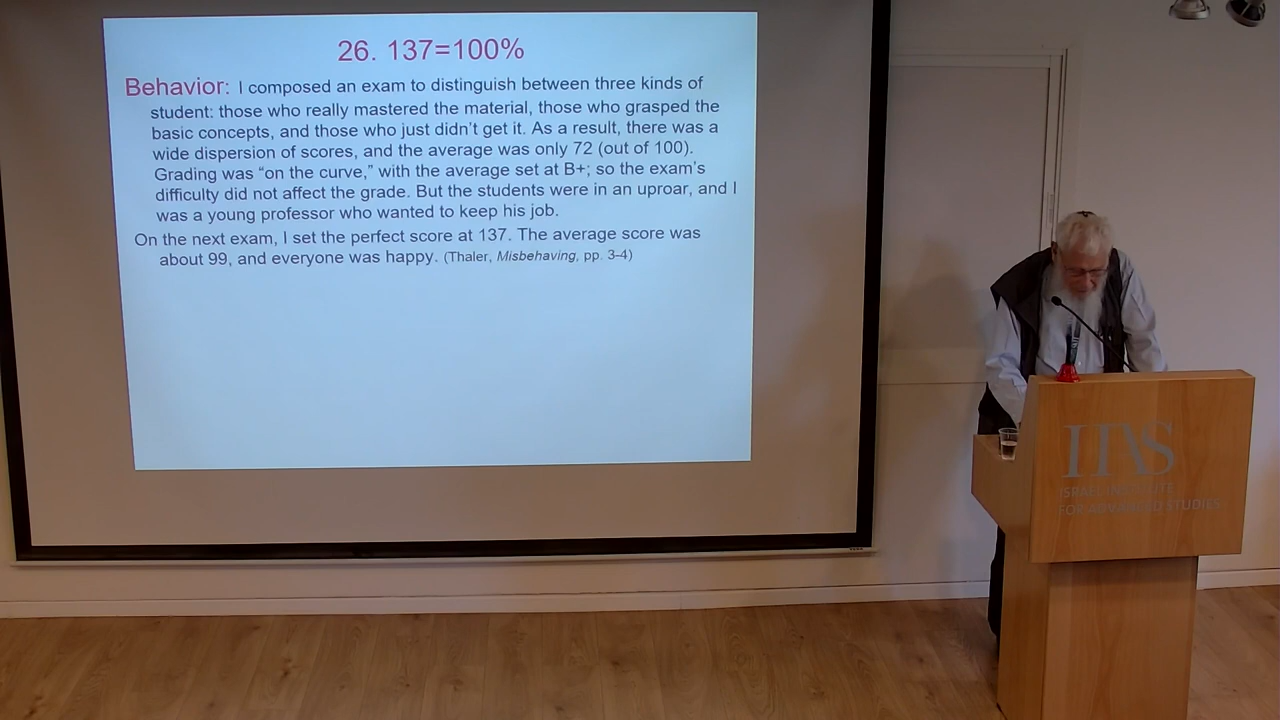 26. 137=100%
Behavior: I composed an exam to distinguish between three kinds of
student: those who really mastered the material, those who grasped the
basic concepts, and those who just didn’t get it. As a result, there was a
wide dispersion of scores, and the average was only 72 (out of 100).
Grading was “on the curve,” with the average set at B+; so the exam’s
difficulty did not affect the grade. But the students were in an uproar, and I
was a young professor who wanted to keep his job.
On the next exam, I set the perfect score at 137. The average score was
about 99, and everyone was happy. (Thaler, Misbehaving, pp. 3-4)
IIAS
ISRAEL INSTITUTE
FOR ADVANCED STUDIES